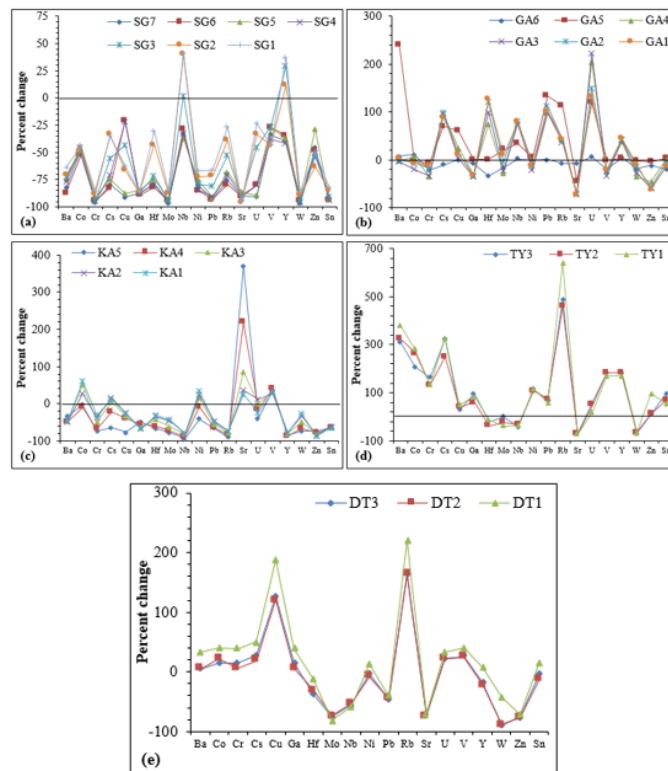 75
50
25
0
-25
-50
-75
-100
Percent change
SG7 SG6 SG5 SG4
SG3 SG2 SG1
(a)
Ba Co Cr Cs Cu Ga Hf Mo Nb Ni Pb Rb Sr U V Y W Zn Sn
300
200
100
0
-100
Percent change
GA6 GA5 GA4
GA3 GA2 GA1
(b)
Ba Co Cr Cs Cu Ga Hf Mo Nb Ni Pb Rb Sr U V Y W Zn Sn
400
300
200
100
0
-100
Percent change
KA5 KA4 KA3
KA2 KA1
(c)
Ba Co Cr Cs Cu Ga Hf Mo Nb Ni Pb Rb Sr U V Y W Zn Sn
700
500
300
100
-100
Percent change
TY3 TY2 TY1
(d)
Ba Co Cr Cs Cu Ga Hf Mo Nb Ni Pb Rb Sr U V Y W Zn Sn
300
200
100
0
-100
Percent change
DT3 DT2 DT1
(e)
Ba Co Cr Cs Cu Ga Hf Mo Nb Ni Pb Rb Sr U V Y W Zn Sn